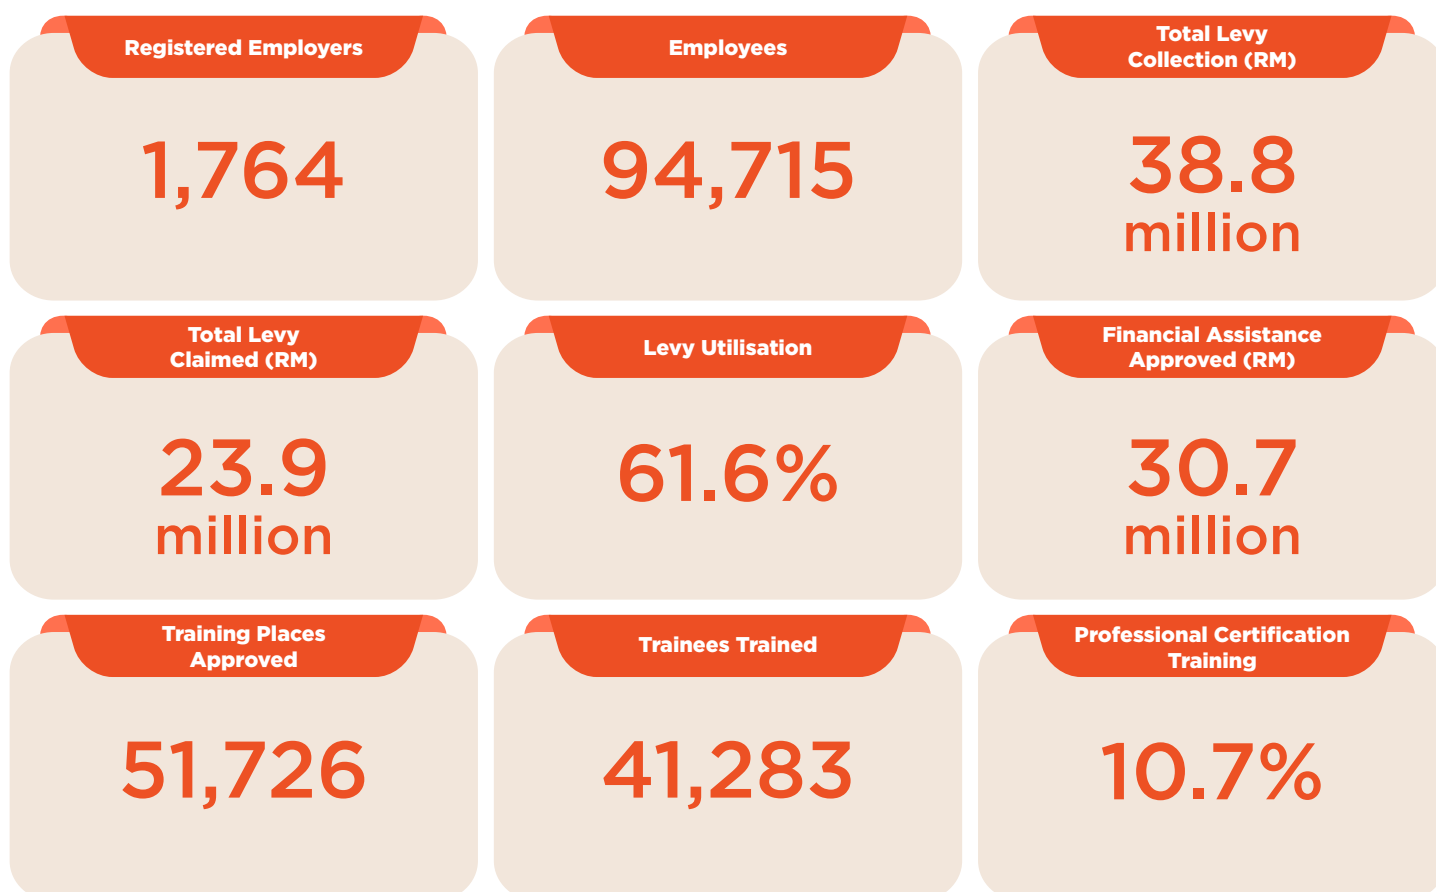 Registered Employers
1,764
Employees
94,715
Total Levy
Collection (RM)
38.8
million
Total Levy
Claimed (RM)
23.9
million
Levy Utilisation
61.6%
Financial Assistance
Approved (RM)
30.7
million
Training Places
Approved
51,726
Trainees Trained
41,283
Professional Certification
Training
10.7%